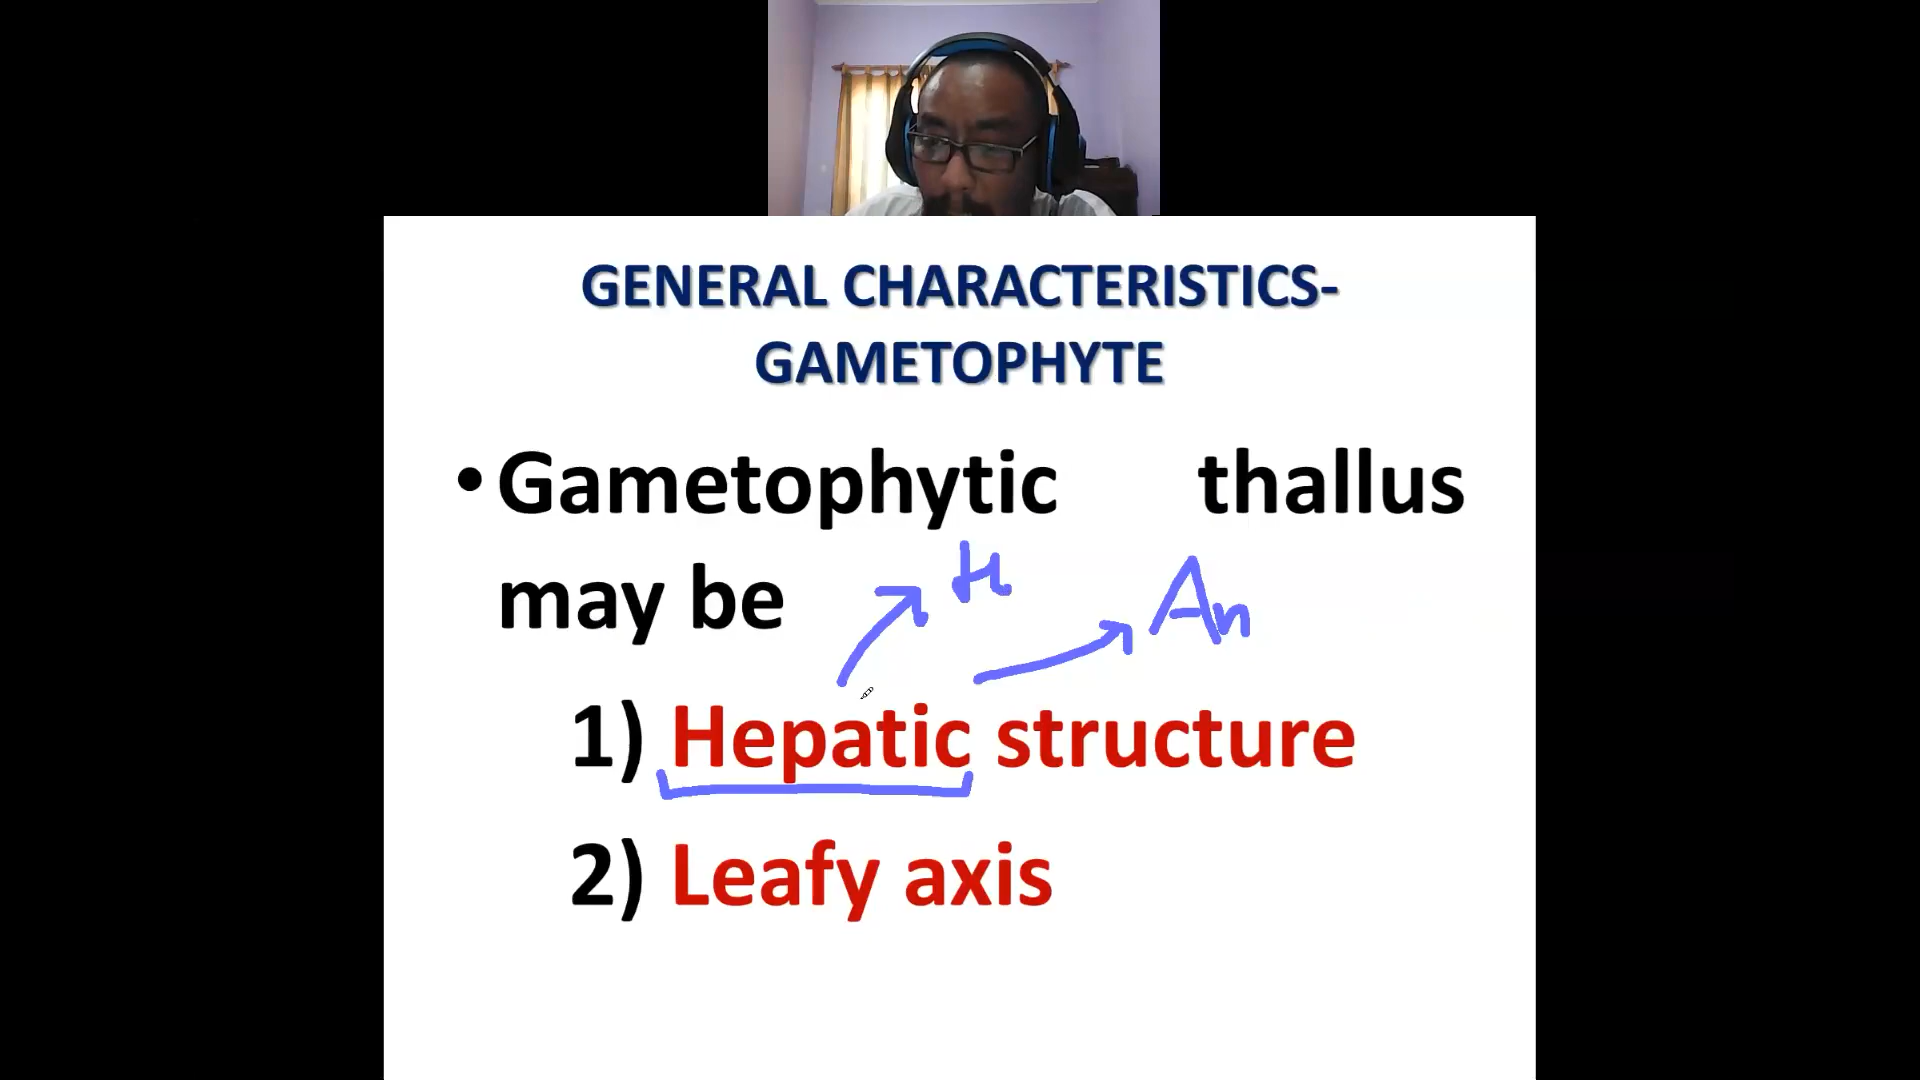 GENERAL CHARACTERISTICS-
GAMETOPHYTE
• Gametophytic thallus
may be
H
An
1) Hepatic structure
2) Leafy axis